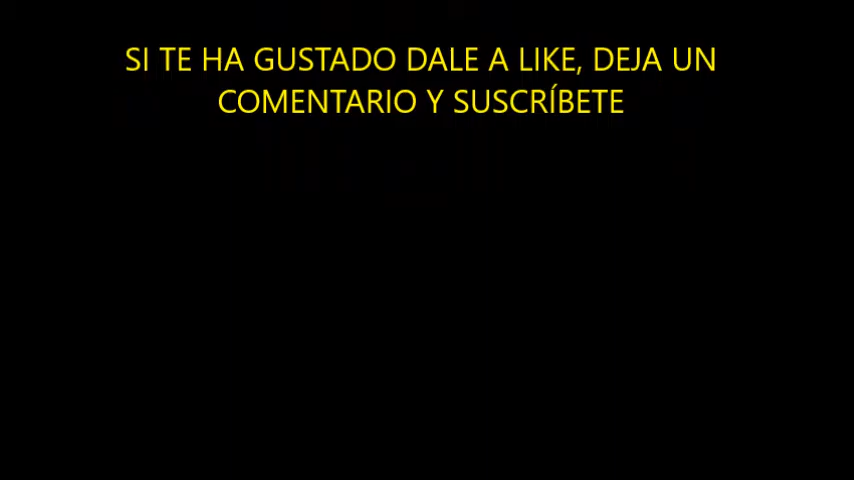 SI TE HA GUSTADO DALE A LIKE, DEJA UN
COMENTARIO Y SUSCRÍBETE